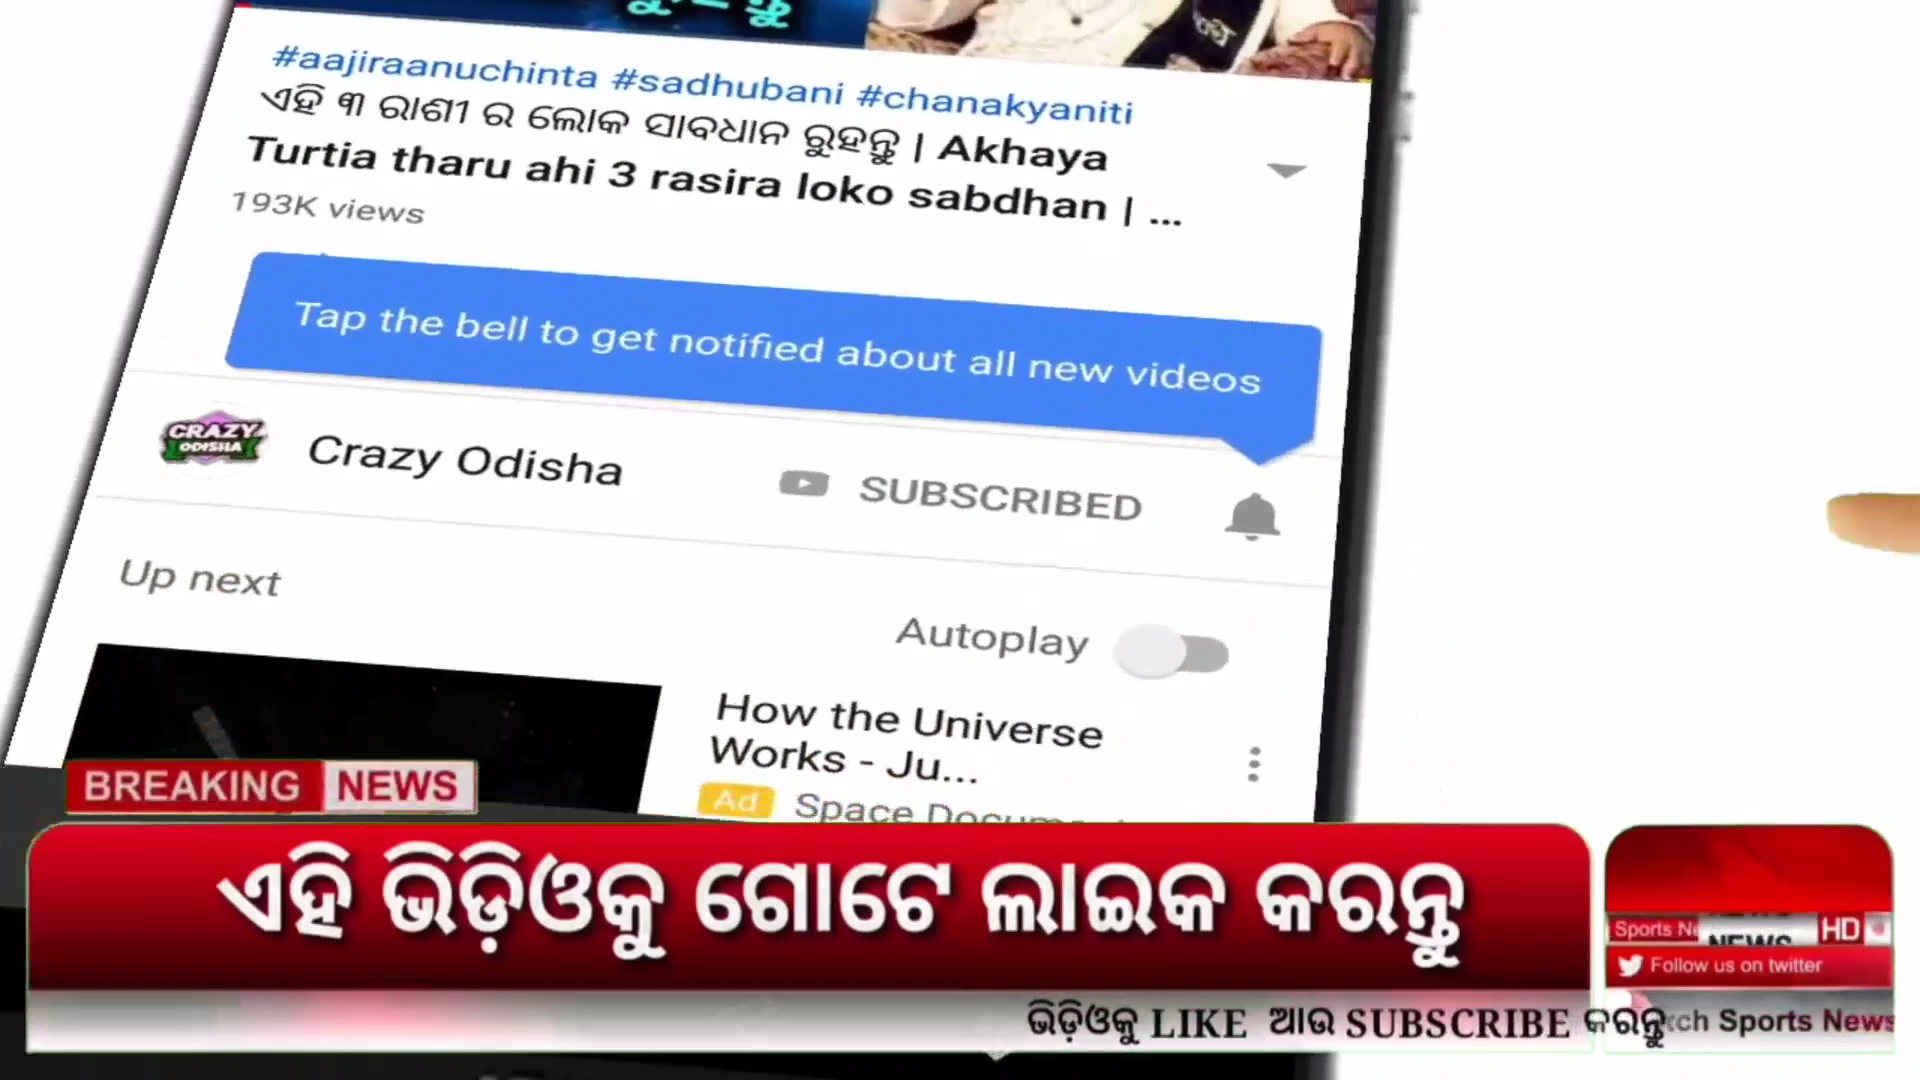 #aajiraanuchinta #sadhubani #chanakyaniti
ଏହି ୩ ରାଶୀ ର ଲୋକ ସାବଧାନ ରୁହନ୍ତୁ | Akhaya
Turtia tharu ahi 3 rasira loko sabdhan | ...
193K views
Tap the bell to get notified about all new videos
CRAZY
ODISHA
Crazy Odisha
SUBSCRIBED
Up next
Autoplay
How the Universe
Works - Ju...
Ad Space
BREAKING NEWS
ଏହି ଭିଡ଼ିଓକୁ ଗୋଟେ ଲାଇକ କରନ୍ତୁ
Sports
NEWS
HD
Follow us on twitter
ଭିଡ଼ିଓକୁ LIKE ଆଉ SUBSCRIBE କରନ୍ତୁ
Sports News